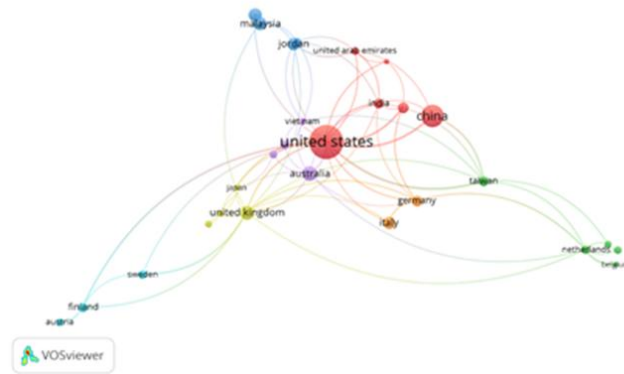 malaysia
jordan
united arab emirates
india
china
vietnam
united states
australia
taiwan
japan
germany
united kingdom
italy
netherlands
sweden
finland
austria
VOSviewer